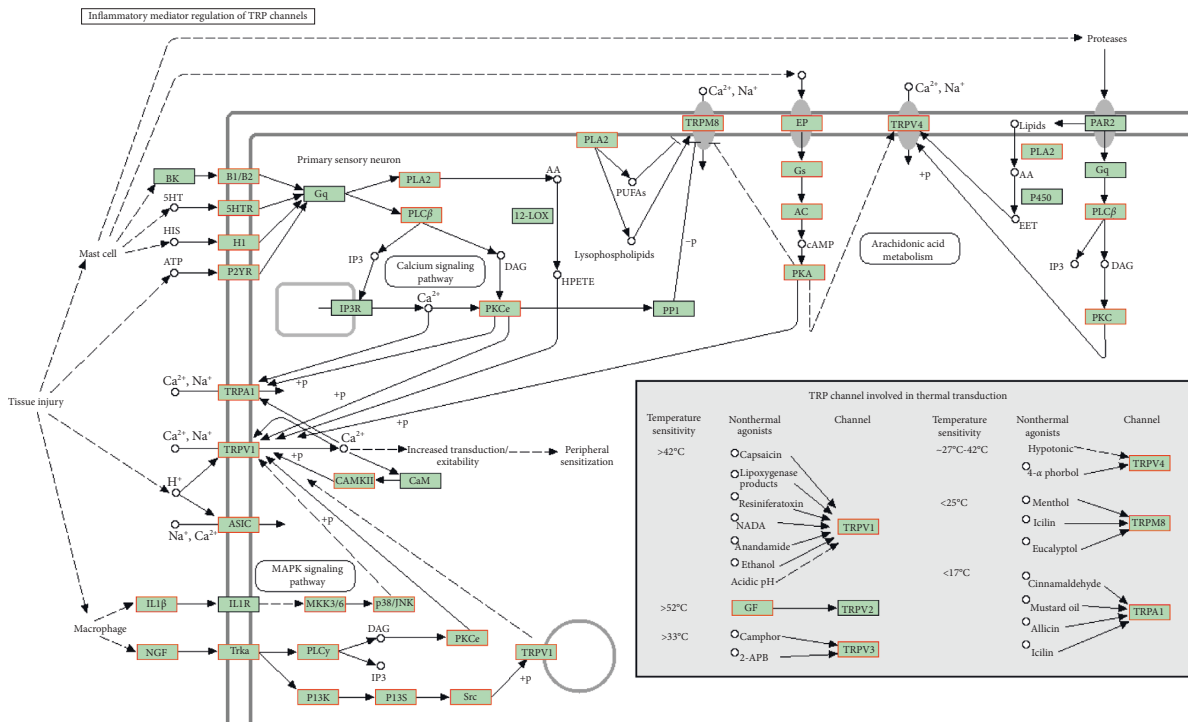 Inflammatory mediator regulation of TRP channels
Proteases
Ca²⁺, Na⁺
Ca²⁺, Na⁺
TRPM8
EP
TRPV4
Lipids
PAR2
PLA2
PLA2
Primary sensory neuron
BK
B1/B2
Gq
PLA2
AA
PUFAs
Gs
+p
AA
Gq
5HT
5HTR
PLCβ
12-LOX
AC
P450
PLCβ
EET
HIS
H1
–p
cAMP
Mast cell
Lysophospholipids
Arachidonic acid
metabolism
IP3
Calcium signaling
pathway
DAG
ATP
P2YR
HPETE
PKA
IP3
DAG
Ca²⁺
IP3R
PKCe
PP1
PKC
+p
Ca²⁺, Na⁺
TRPA1
+p
Tissue injury
+p
Ca²⁺, Na⁺
TRPV1
Ca²⁺
Increased transduction/
exitability
Peripheral
sensitization
+p
H⁺
CAMKII
CaM
ASIC
Na⁺, Ca²⁺
+p
MAPK signaling
pathway
IL1β
IL1R
MKK3/6
p38/JNK
Macrophage
DAG
PKCe
NGF
Trka
PLCy
TRPV1
IP3
+p
P13K
P13S
Src
TRP channel involved in thermal transduction
Temperature
sensitivity
Nonthermal
agonists
Channel
>42°C
Capsaicin
Lipoxygenase
products
Resiniferatoxin
NADA
Anandamide
Ethanol
Acidic pH
TRPV1
>52°C
GF
TRPV2
>33°C
Camphor
2-APB
TRPV3
Temperature
sensitivity
Nonthermal
agonists
Channel
~27°C-42°C
Hypotonic
4-α phorbol
TRPV4
<25°C
Menthol
Icilin
Eucalyptol
TRPM8
<17°C
Cinnamaldehyde
Mustard oil
Allicin
Icilin
TRPA1